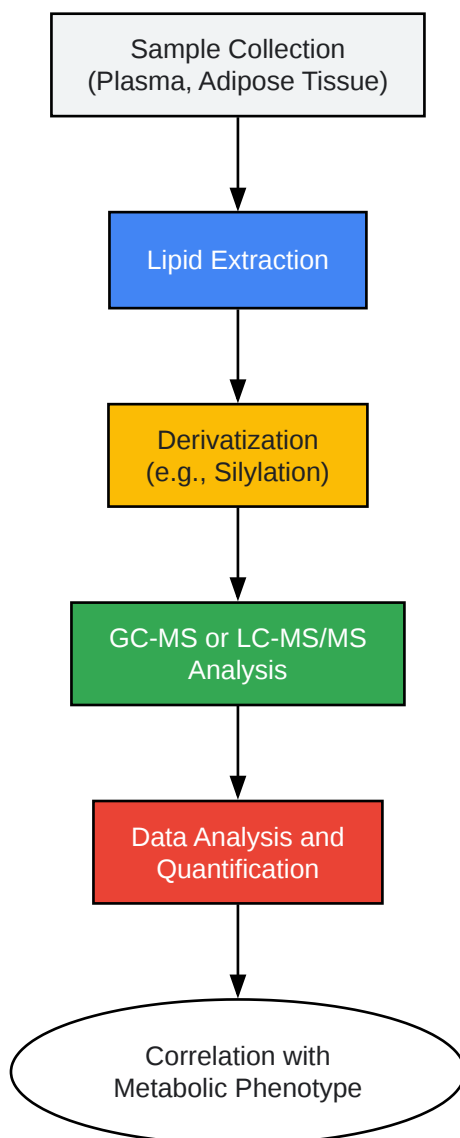 Sample Collection
(Plasma, Adipose Tissue)
Lipid Extraction
Derivatization
(e.g., Silylation)
GC-MS or LC-MS/MS
Analysis
Data Analysis and
Quantification
Correlation with
Metabolic Phenotype